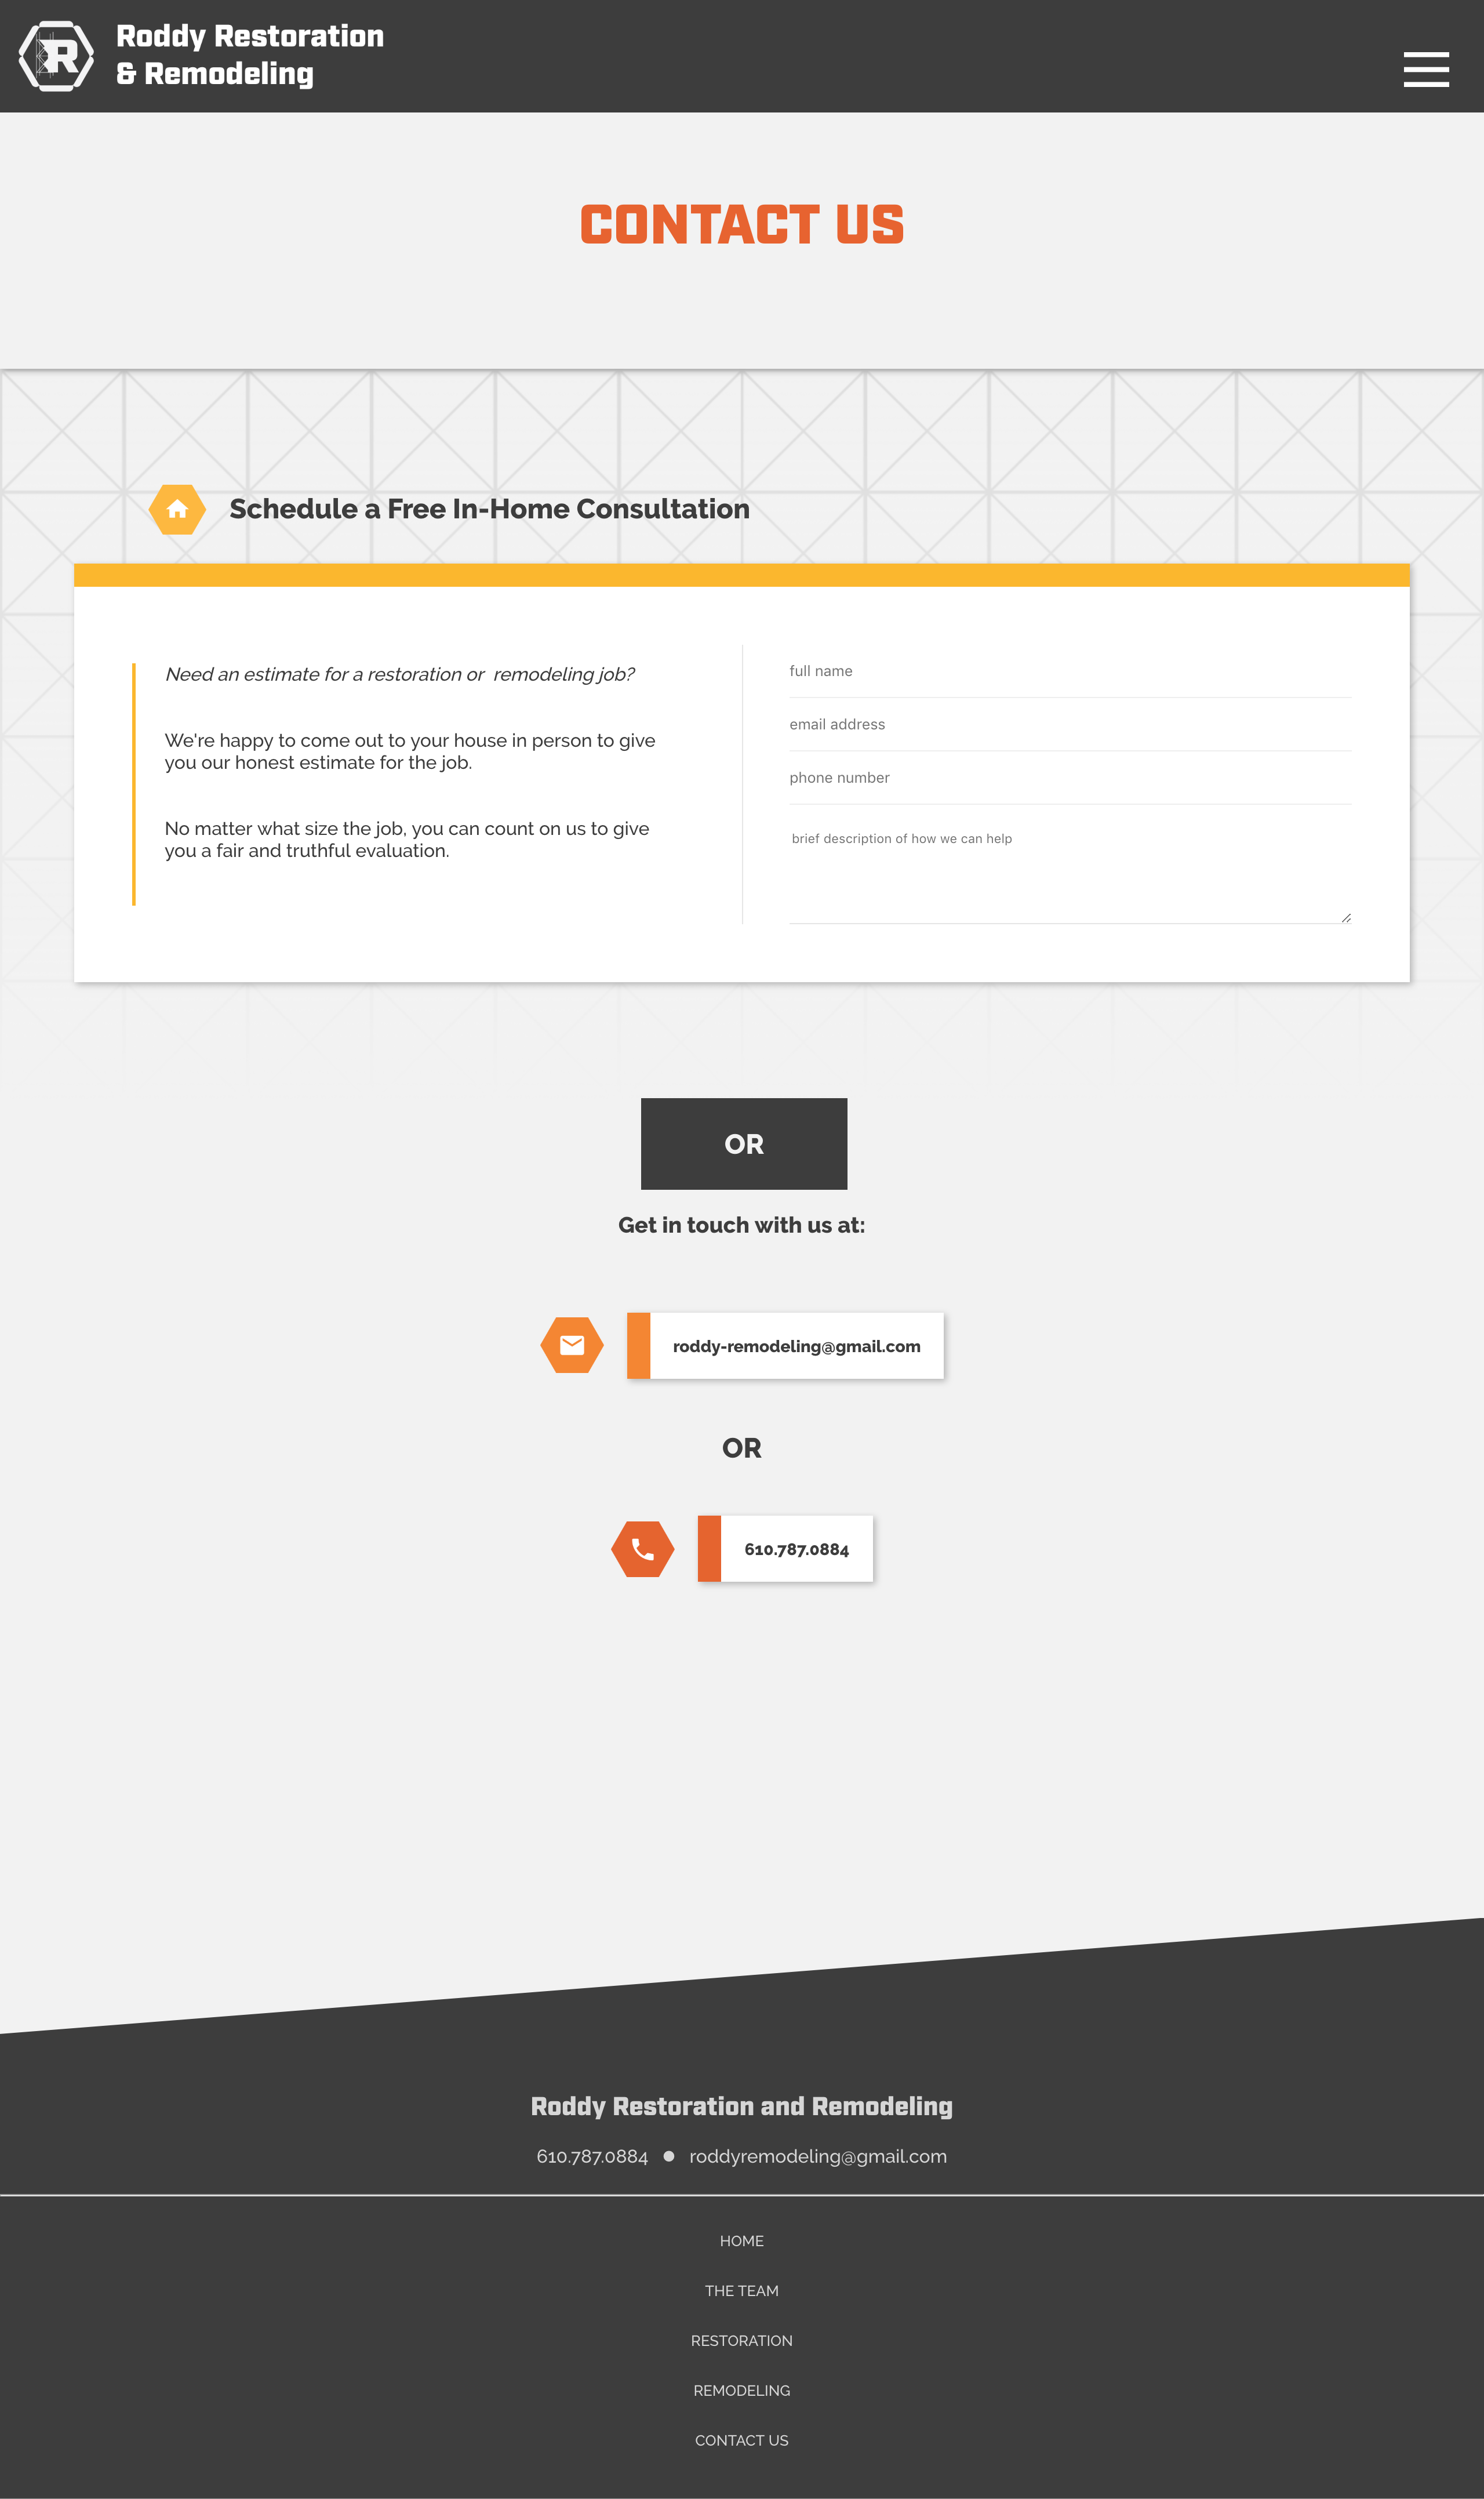 Roddy Restoration
& Remodeling
CONTACT US
Schedule a Free In-Home Consultation
Need an estimate for a restoration or  remodeling job?
We're happy to come out to your house in person to give
you our honest estimate for the job.
No matter what size the job, you can count on us to give
you a fair and truthful evaluation.
full name
email address
phone number
brief description of how we can help
OR
Get in touch with us at:
roddy-remodeling@gmail.com
OR
610.787.0884
Roddy Restoration and Remodeling
610.787.0884 ● roddyremodeling@gmail.com
HOME
THE TEAM
RESTORATION
REMODELING
CONTACT US